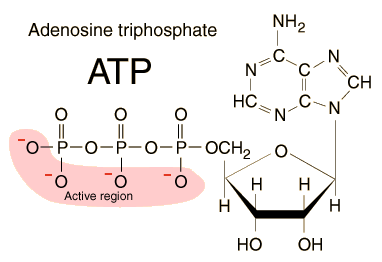 Adenosine triphosphate
NH2
ATP
N
C
C
N
CH
HC
N
C
N
O
O
O
-O
P
O
P
O
P
OCH2
O
-O
-O
-O
Active region
H
H
H
H
HO
OH